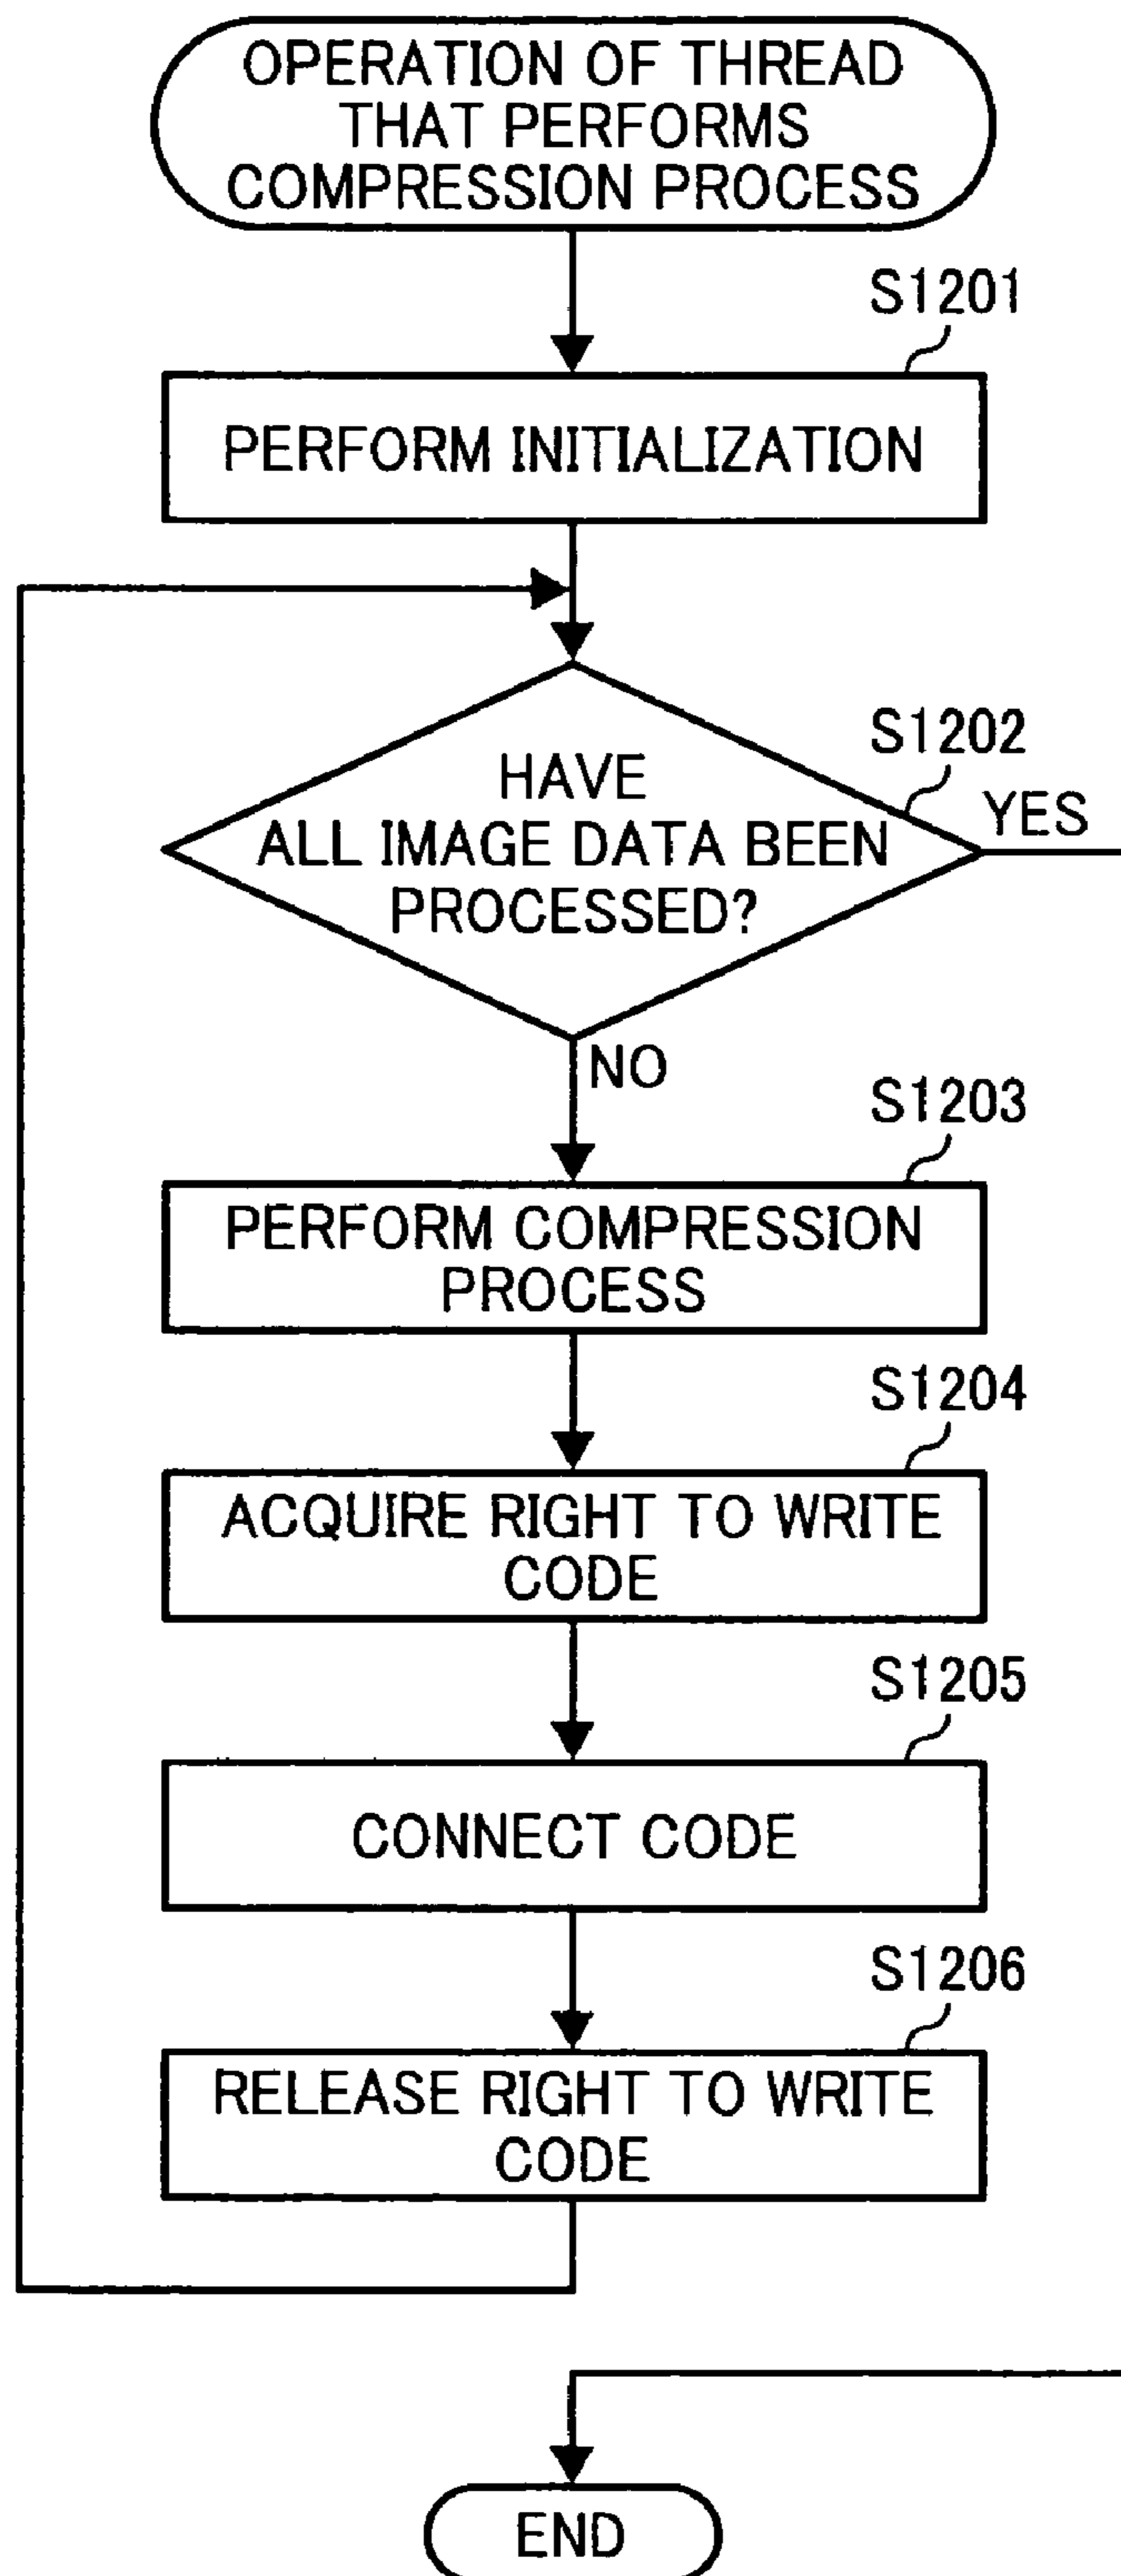 OPERATION OF THREAD
THAT PERFORMS
COMPRESSION PROCESS
S1201
PERFORM INITIALIZATION
S1202
HAVE
ALL IMAGE DATA BEEN
PROCESSED?
YES
NO
S1203
PERFORM COMPRESSION
PROCESS
S1204
ACQUIRE RIGHT TO WRITE
CODE
S1205
CONNECT CODE
S1206
RELEASE RIGHT TO WRITE
CODE
END